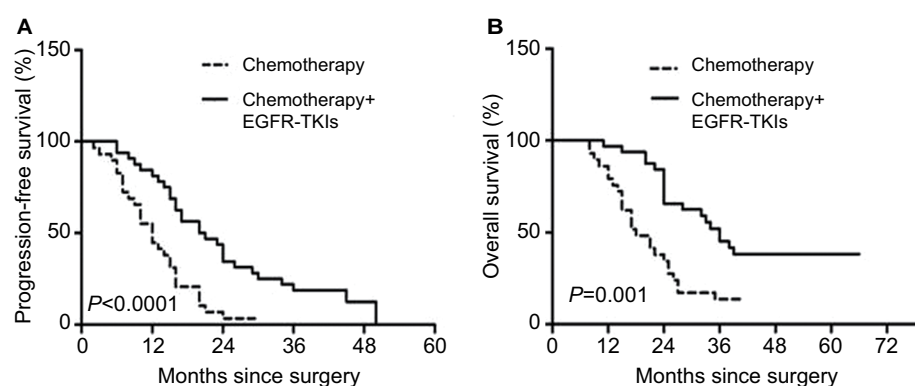 A
Progression-free survival (%)
150
100
50
0
Chemotherapy
Chemotherapy+
EGFR-TKIs
P<0.0001
0 12 24 36 48 60
Months since surgery
B
Overall survival (%)
150
100
50
0
Chemotherapy
Chemotherapy+
EGFR-TKIs
P=0.001
0 12 24 36 48 60 72
Months since surgery